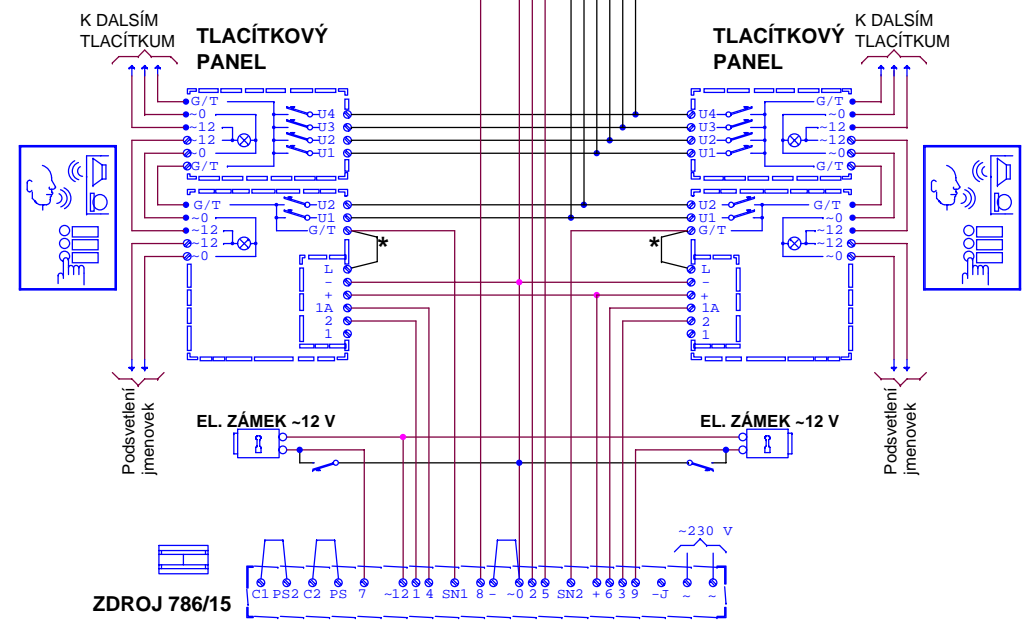 K DALSÍM
TLACÍTKUM
TLACÍTKOVÝ
PANEL
G/T
~0
~12
~12
~0
G/T
U4
U3
U2
U1
G/T
~0
~12
~12
~0
U2
U1
G/T
*
L
-
+
1A
2
1
Podsvetlení
jmenovek
TLACÍTKOVÝ
PANEL
K DALSÍM
TLACÍTKUM
U4
U3
U2
U1
G/T
~0
~12
~12
~0
G/T
U2
U1
G/T
G/T
~0
~12
~12
~0
*
L
-
+
1A
2
1
Podsvetlení
jmenovek
EL. ZÁMEK ~12 V
EL. ZÁMEK ~12 V
~230 V
C1 PS2 C2 PS 7 ~12 1 4 SN1 8 - ~0 2 5 SN2 + 6 3 9 -J ~ ~
ZDROJ 786/15